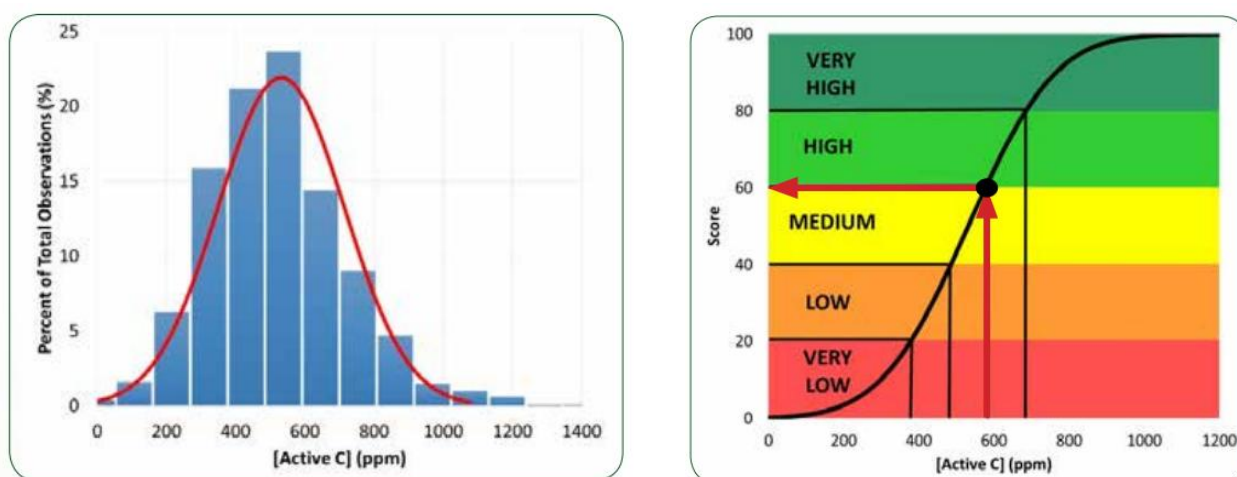 25
20
15
10
5
0
Percent of Total Observations (%)
0 200 400 600 800 1000 1200 1400
[Active C] (ppm)
100
80
60
40
20
0
Score
VERY
HIGH
HIGH
MEDIUM
LOW
VERY
LOW
0 200 400 600 800 1000 1200
[Active C] (ppm)